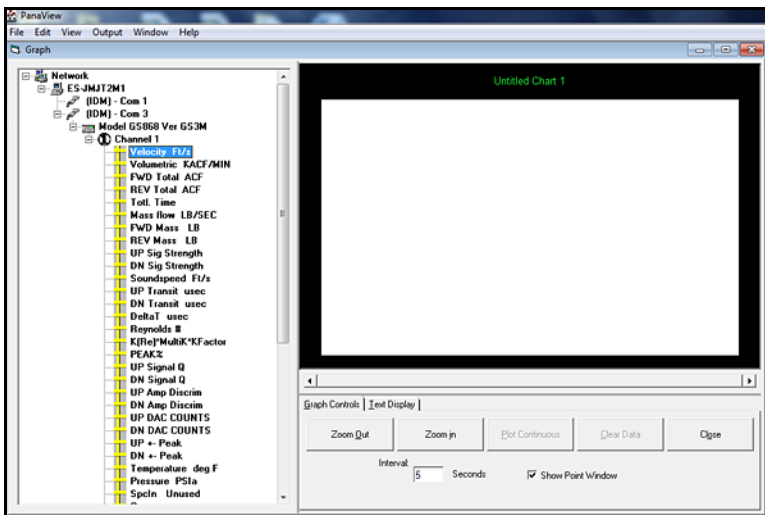 PanaView
File Edit View Output Window Help
Graph
Network
ES-JMJT2M1
(IDM) - Com 1
(IDM) - Com 3
Model GS868 Ver GS3M
Channel 1
Velocity Ft/s
Volumetric KACF/MIN
FWD Total ACF
REV Total ACF
Totl. Time
Mass flow LB/SEC
FWD Mass LB
REV Mass LB
UP Sig Strength
DN Sig Strength
Soundspeed Ft/s
UP Transit usec
DN Transit usec
DeltaT usec
Reynolds #
K(Re)*MultiK*KFactor
PEAK%
UP Signal Q
DN Signal Q
UP Amp Discrim
DN Amp Discrim
UP DAC COUNTS
DN DAC COUNTS
UP +- Peak
DN +- Peak
Temperature deg F
Pressure PSIa
Spcln Unused
Untitled Chart 1
Graph Controls Text Display
Zoom Out Zoom in Plot Continuous Clear Data Close
Interval:
5 Seconds Show Point Window